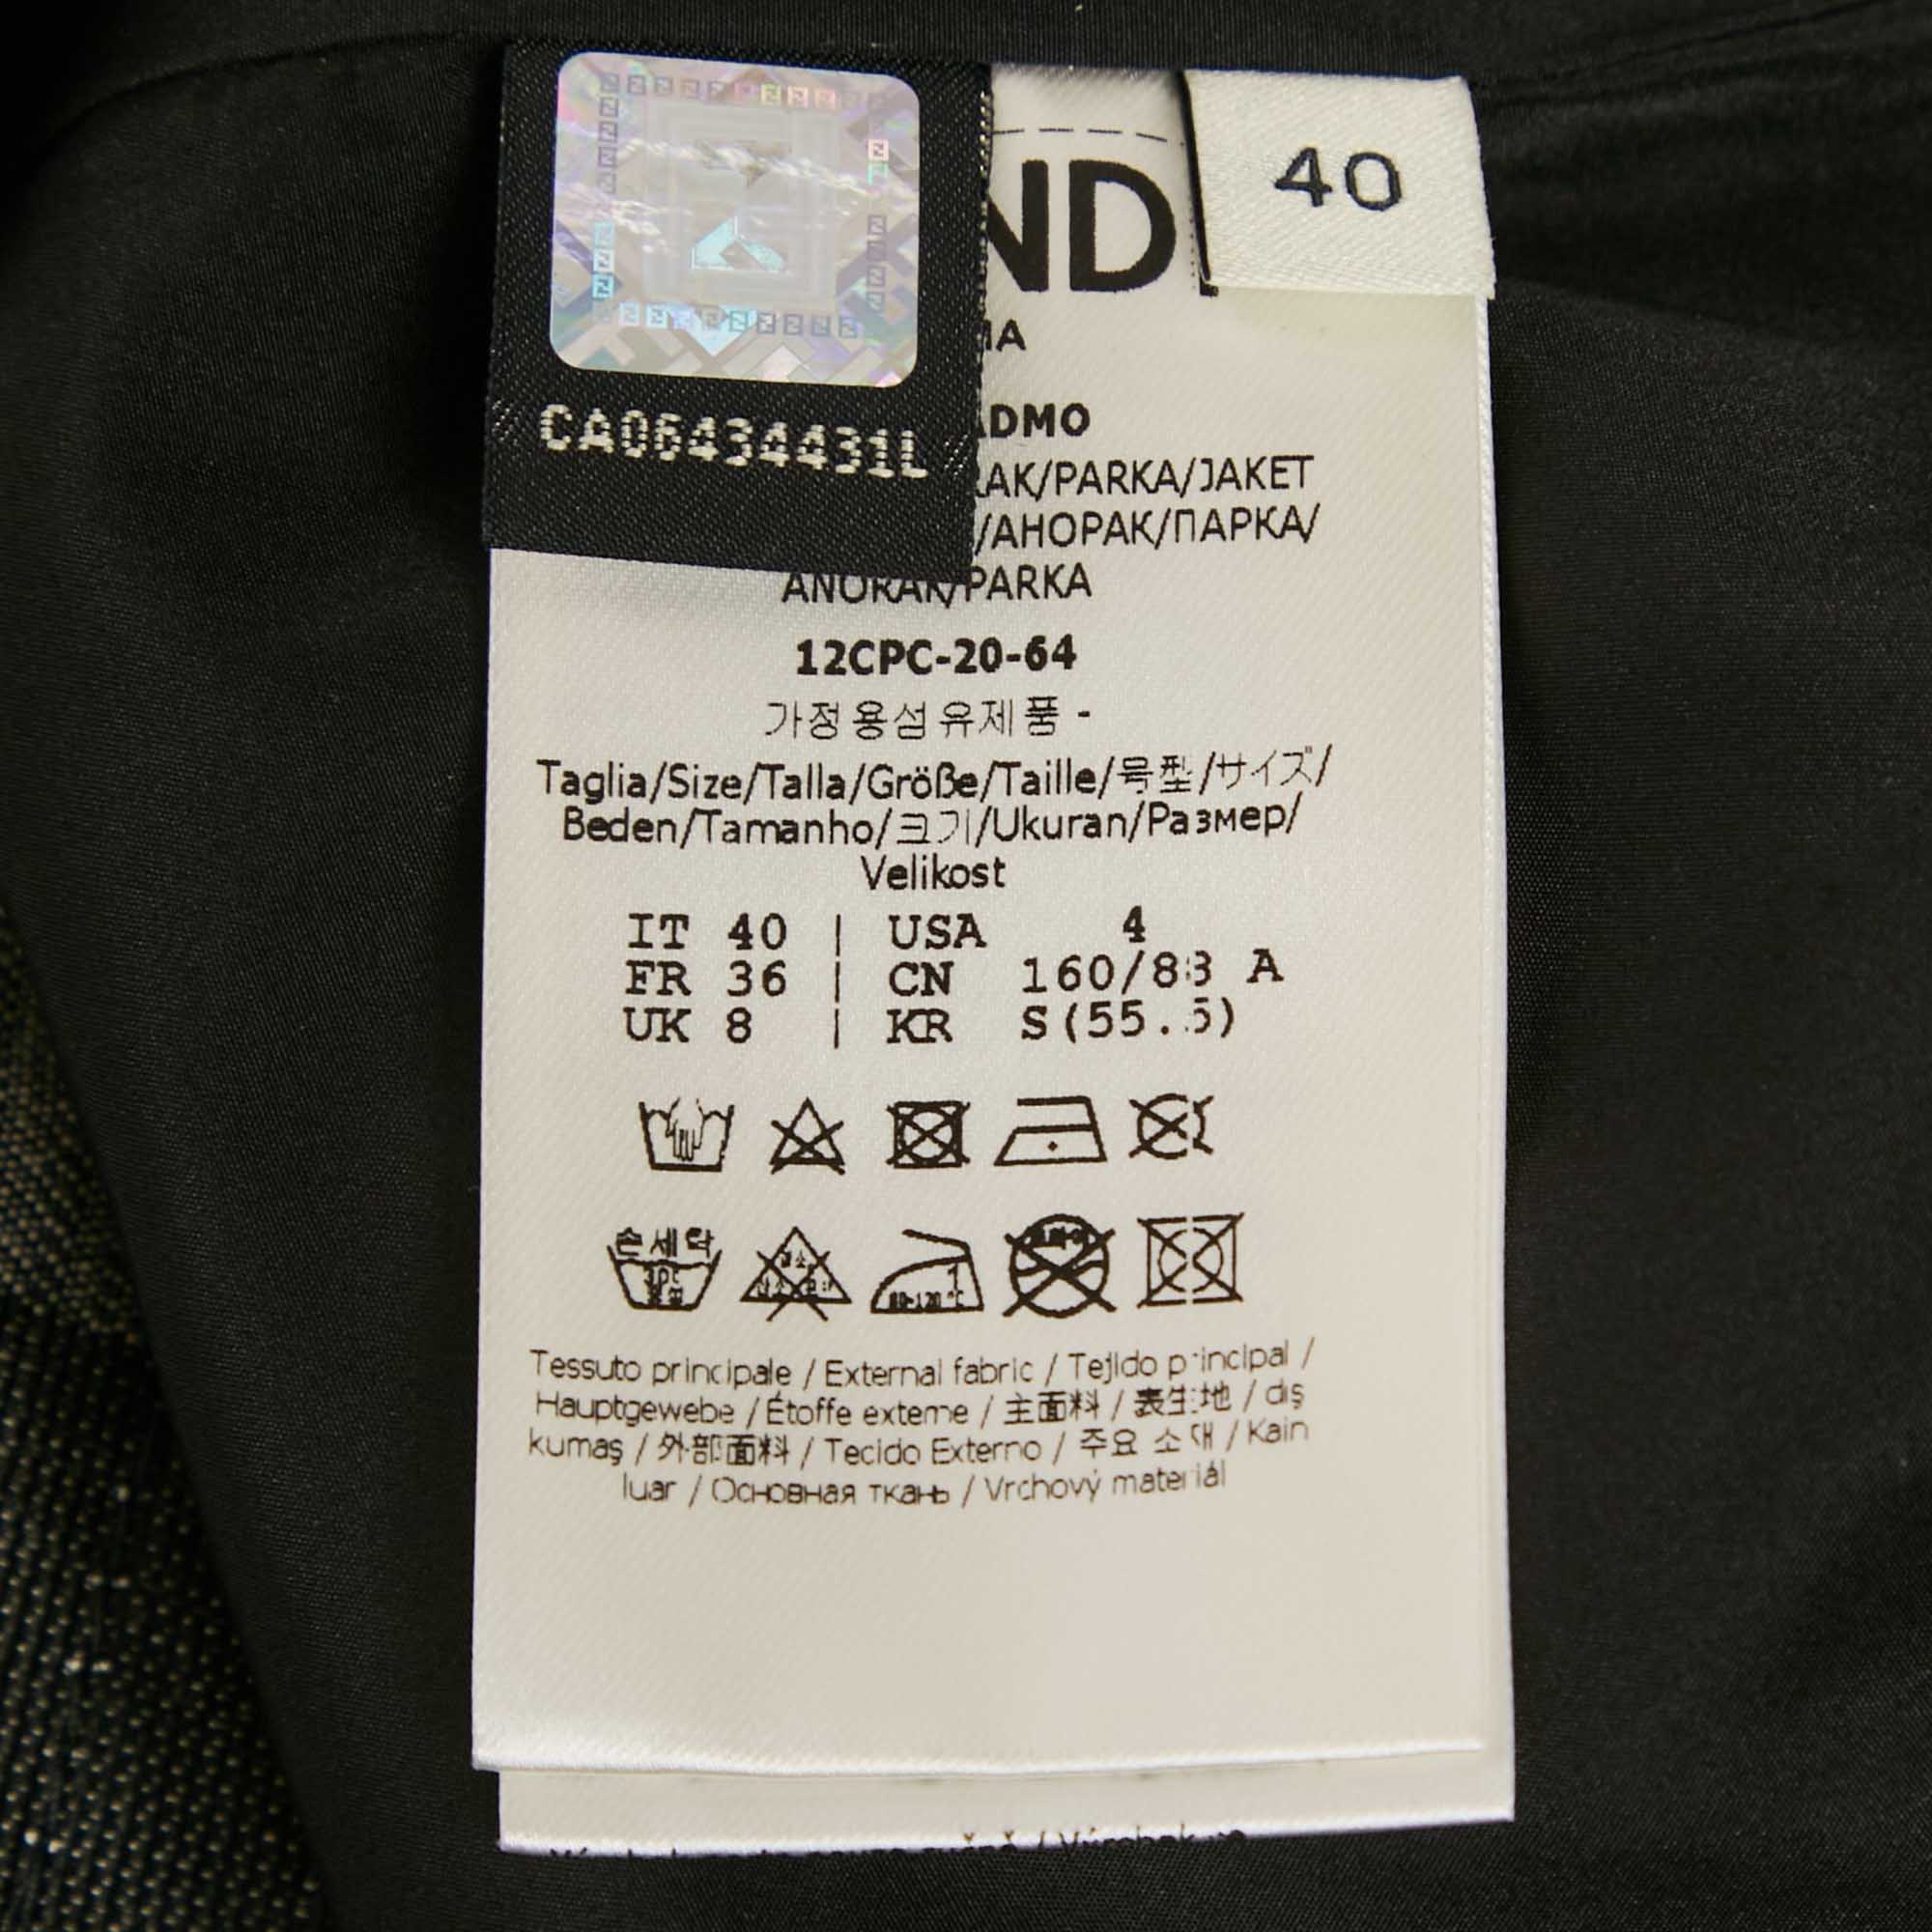 40
CA06434431L
ANORAK/PARKA
/PARKA/JAKET
/АНОРАК/ПАРКА/
12CPC-20-64
가정용섬유제품 -
Taglia/Size/Talla/Größe/Taille/号型/サイズ/
Beden/Tamanho/크기/Ukuran/Размер/
Velikost
IT 40 | USA 4
FR 36 | CN 160/88 A
UK 8 | KR S(55.5)
손세탁
Tessuto principale / External fabric / Tejido principal /
Hauptgewebe / Étoffe externe / 主面料 / 表生地 / dış
kumaş / 外部面料 / Tecido Externo / 주요 소재 / Kain
luar / Основная ткань / Vrchový materiál